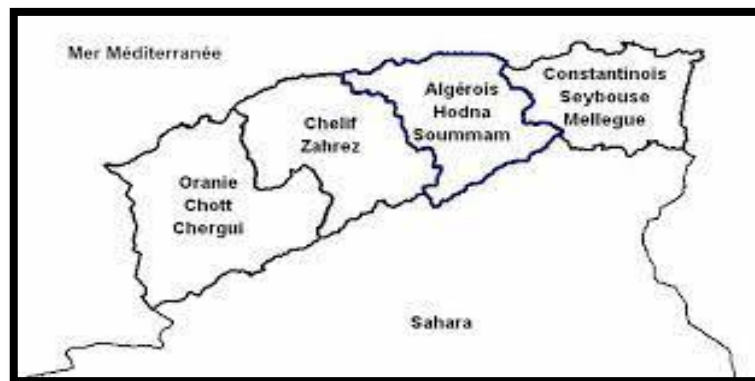 Mer Méditerranée
Constantinois
Seybouse
Mellegue
Algérois
Hodna
Soummam
Chelif
Zahrez
Oranie
Chott
Chergui
Sahara